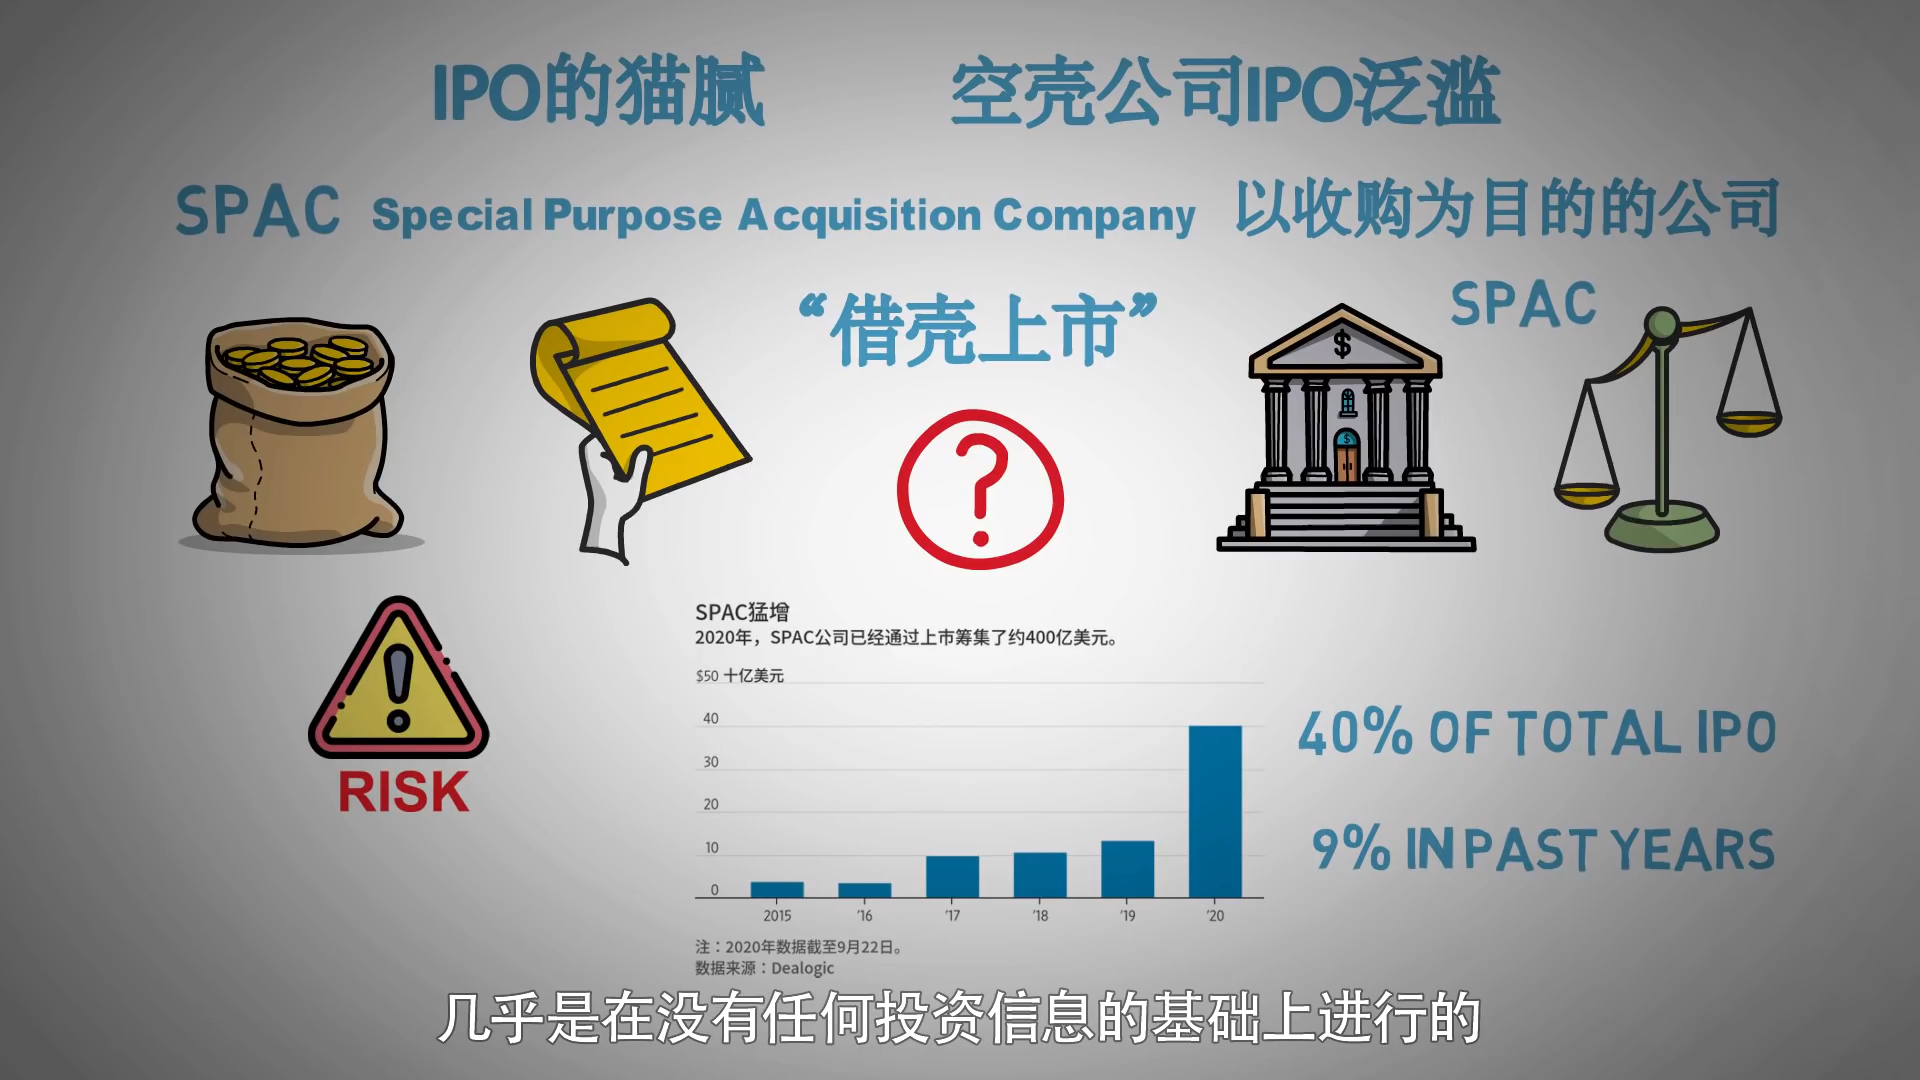 IPO的猫腻
空壳公司IPO泛滥
SPAC Special Purpose Acquisition Company 以收购为目的的公司
“借壳上市”
SPAC
$
$
RISK
SPAC猛增
2020年，SPAC公司已经通过上市筹集了约400亿美元。
$50 十亿美元
40
30
20
10
0
2015 '16 '17 '18 '19 '20
注：2020年数据截至9月22日。
数据来源：Dealogic
40% OF TOTAL IPO
9% IN PAST YEARS
几乎是在没有任何投资信息的基础上进行的